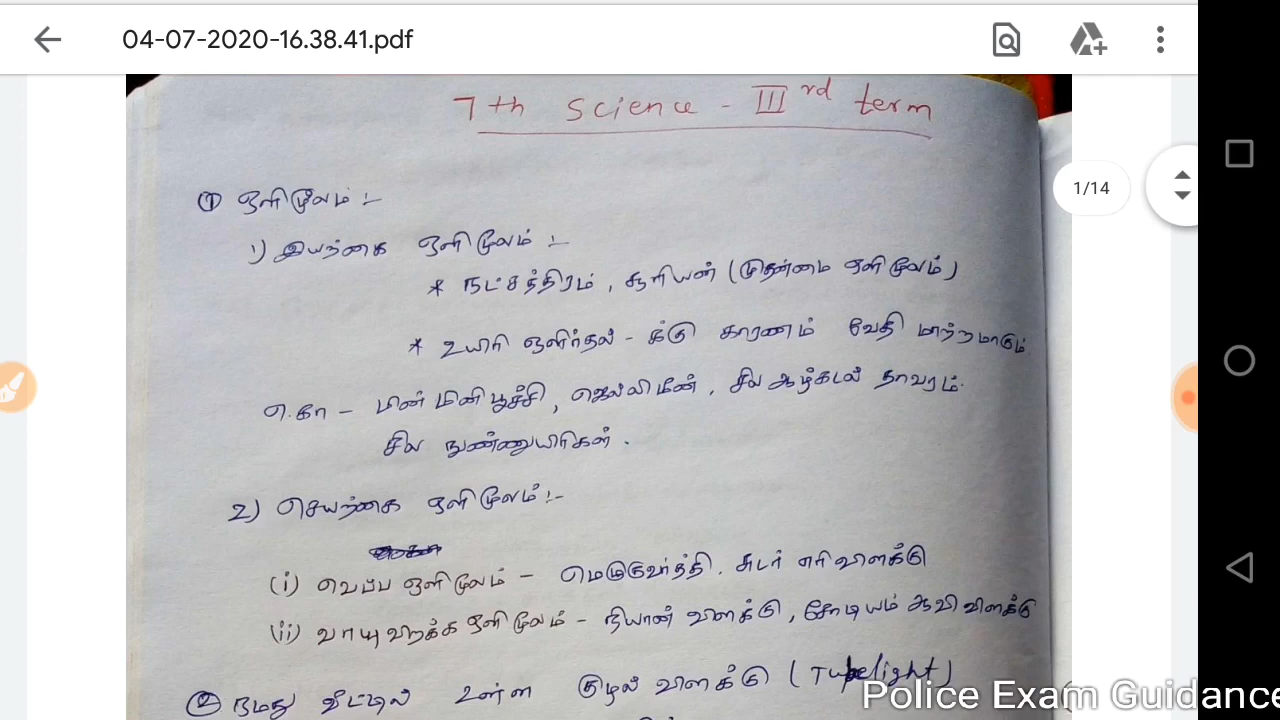 04-07-2020-16.38.41.pdf
7th Science - III rd term
1/14
① ஒளிமூலம் :-
1) இயற்கை ஒளி மூலம் :-
* நட்சத்திரம் , சூரியன் (முதன்மை ஒளி மூலம்)
* உயிரி ஒளிர்தல் - க்கு காரணம் வேதி மாற்றமாகும்.
எ.கா - மின் மினி பூச்சி, ஜெல்லி மீன் , சில ஆழ்கடல் தாவரம்.
சில நுண்ணுயிரிகள் .
2) செயற்கை ஒளி மூலம் :-
(i) வெப்ப ஒளி மூலம் - மெழுகுவர்த்தி . சுடர் எரி விளக்கு
(ii) வாயு விறக்க ஒளி மூலம் - நியான் விளக்கு , சோடியம் ஆவி விளக்கு
② நமது வீட்டில் உள்ள குழல் விளக்கு ( Tubelight )
Police Exam Guidance